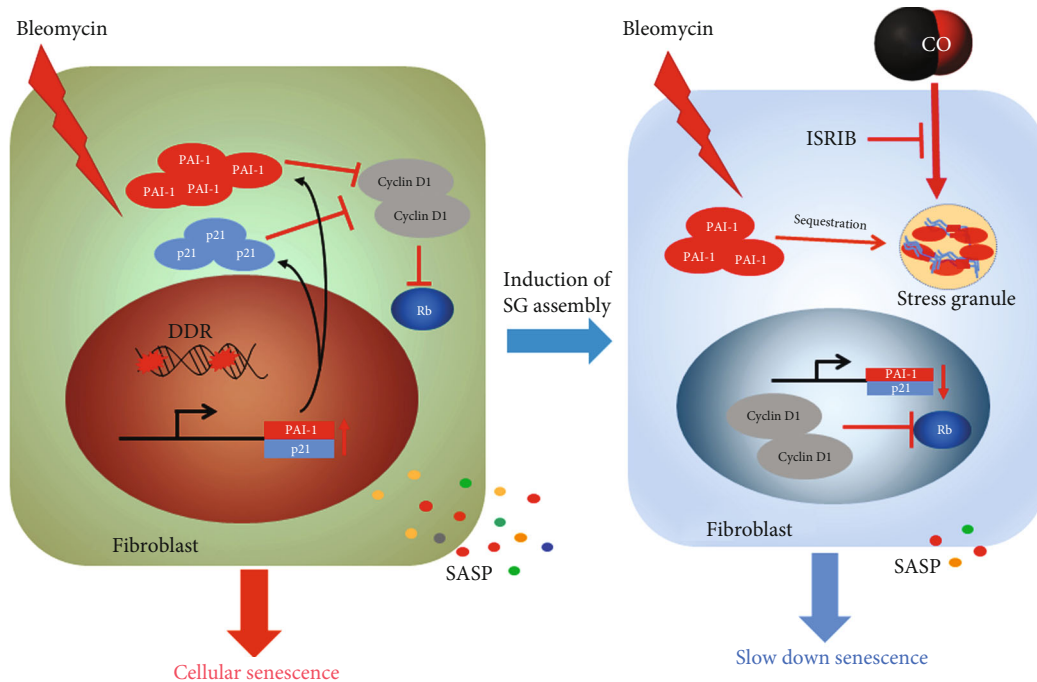 Bleomycin
PAI-1
PAI-1
PAI-1
PAI-1
p21
p21
p21
Cyclin D1
Cyclin D1
Rb
DDR
PAI-1
p21
Fibroblast
SASP
Cellular senescence
Induction of
SG assembly
Bleomycin
CO
ISRIB
PAI-1
PAI-1
PAI-1
Sequestration
Stress granule
PAI-1
p21
Cyclin D1
Cyclin D1
Rb
Fibroblast
SASP
Slow down senescence